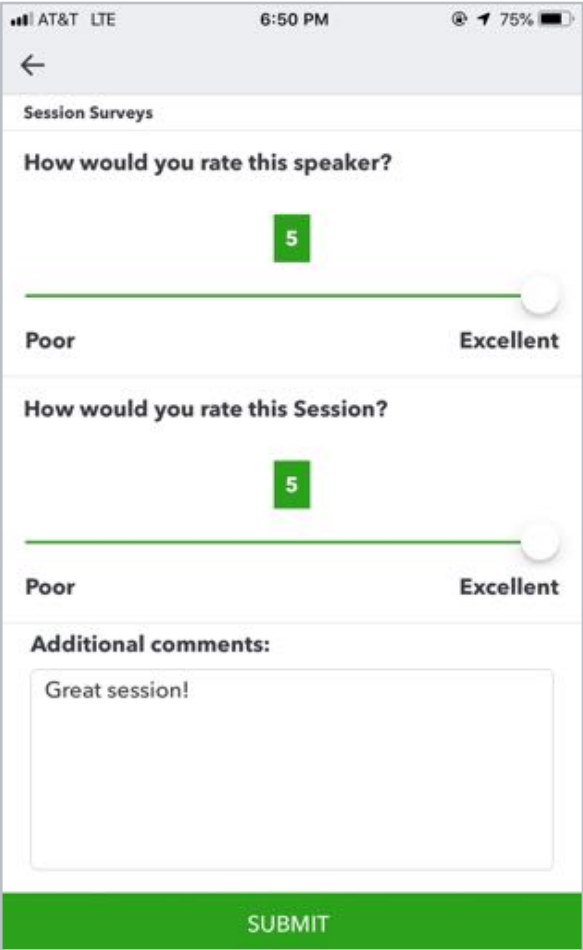 AT&T LTE 6:50 PM 75%
Session Surveys
How would you rate this speaker?
5
Poor Excellent
How would you rate this Session?
5
Poor Excellent
Additional comments:
Great session!
SUBMIT